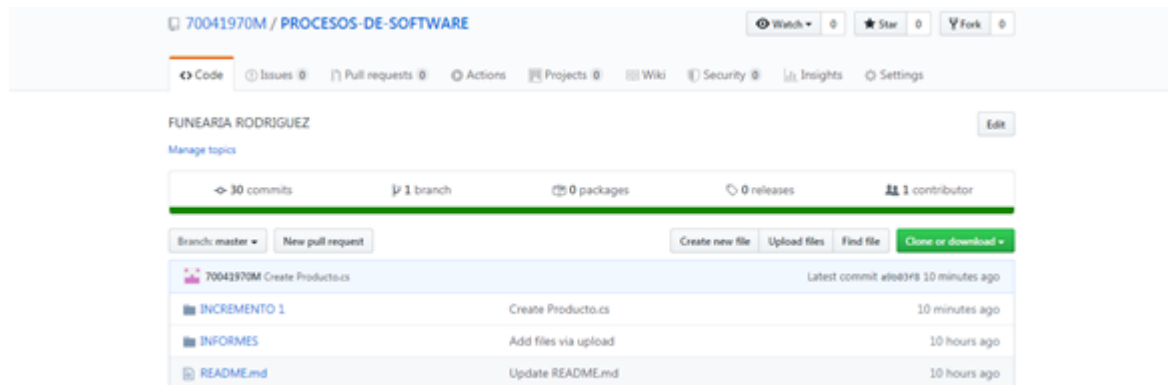 70041970M / PROCESOS-DE-SOFTWARE
Watch 0 Star 0 Fork 0
Code Issues 0 Pull requests 0 Actions Projects 0 Wiki Security 0 Insights Settings
FUNEARIA RODRIGUEZ
Edit
Manage topics
30 commits 1 branch 0 packages 0 releases 1 contributor
Branch: master New pull request Create new file Upload files Find file Clone or download
70041970M Create Producto.cs Latest commit 10 minutes ago
INCREMENTO 1 Create Producto.cs 10 minutes ago
INFORMES Add files via upload 10 hours ago
README.md Update README.md 10 hours ago